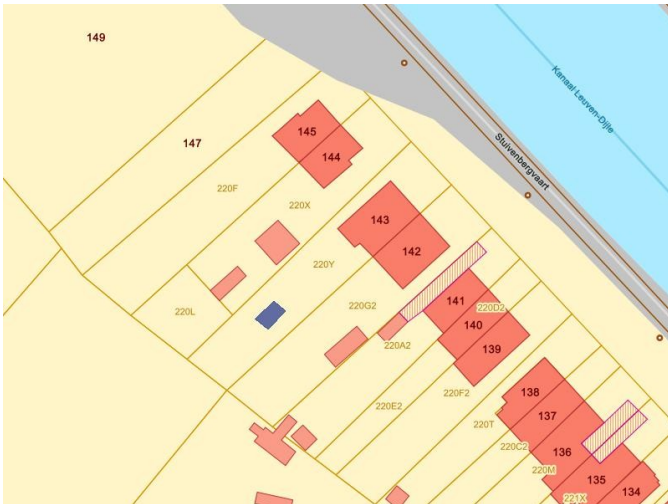 149
147
145
144
143
142
141
140
139
138
137
136
135
134
220F
220X
220Y
220L
220G2
220A2
220D2
220E2
220F2
220T
220C2
220M
221X
Stuivenbergvaart
Kanaal Leuven-Dijle